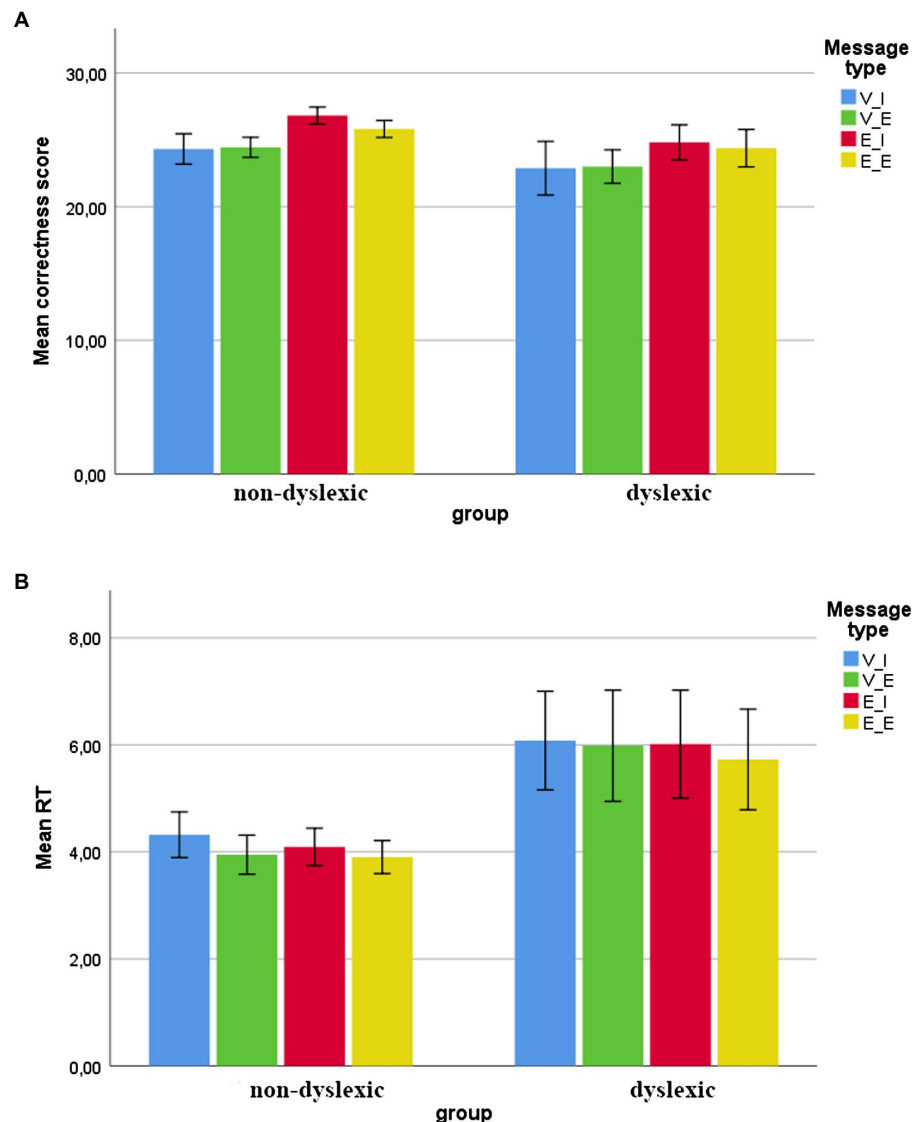 A
Message
type
V_I
V_E
E_I
E_E
30,00
20,00
10,00
0,00
Mean correctness score
non-dyslexic
dyslexic
group
B
Message
type
V_I
V_E
E_I
E_E
8,00
6,00
4,00
2,00
0,00
Mean RT
non-dyslexic
dyslexic
group